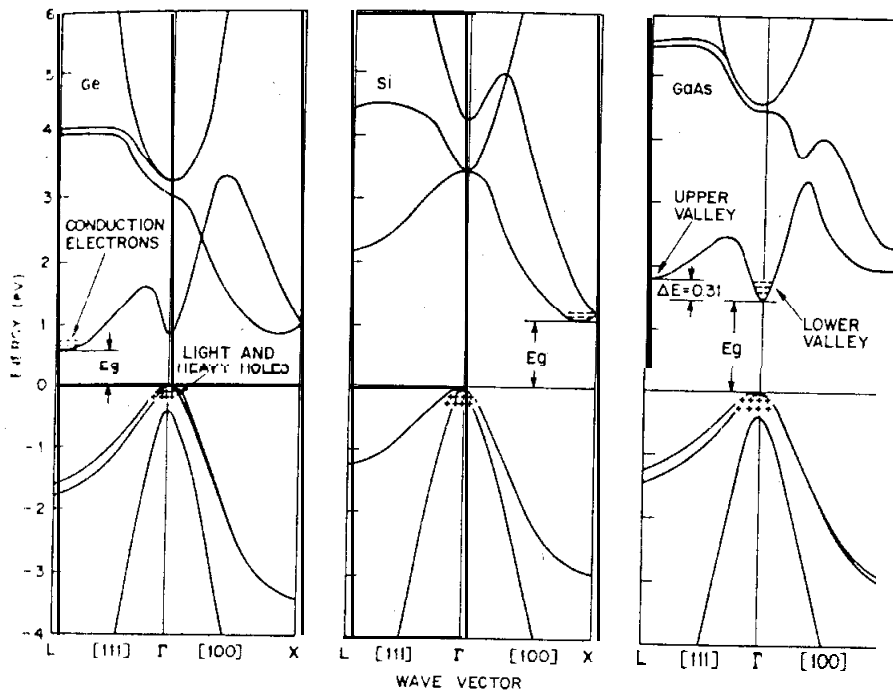 6
5
4
3
2
1
0
-1
-2
-3
-4
ENERGY (eV)
Ge
CONDUCTION
ELECTRONS
Eg
LIGHT AND
HEAVY HOLES
L [111] Γ [100] X
Si
Eg
L [111] Γ [100] X
WAVE VECTOR
GaAs
UPPER
VALLEY
ΔE=0.31
LOWER
VALLEY
Eg
L [111] Γ [100]